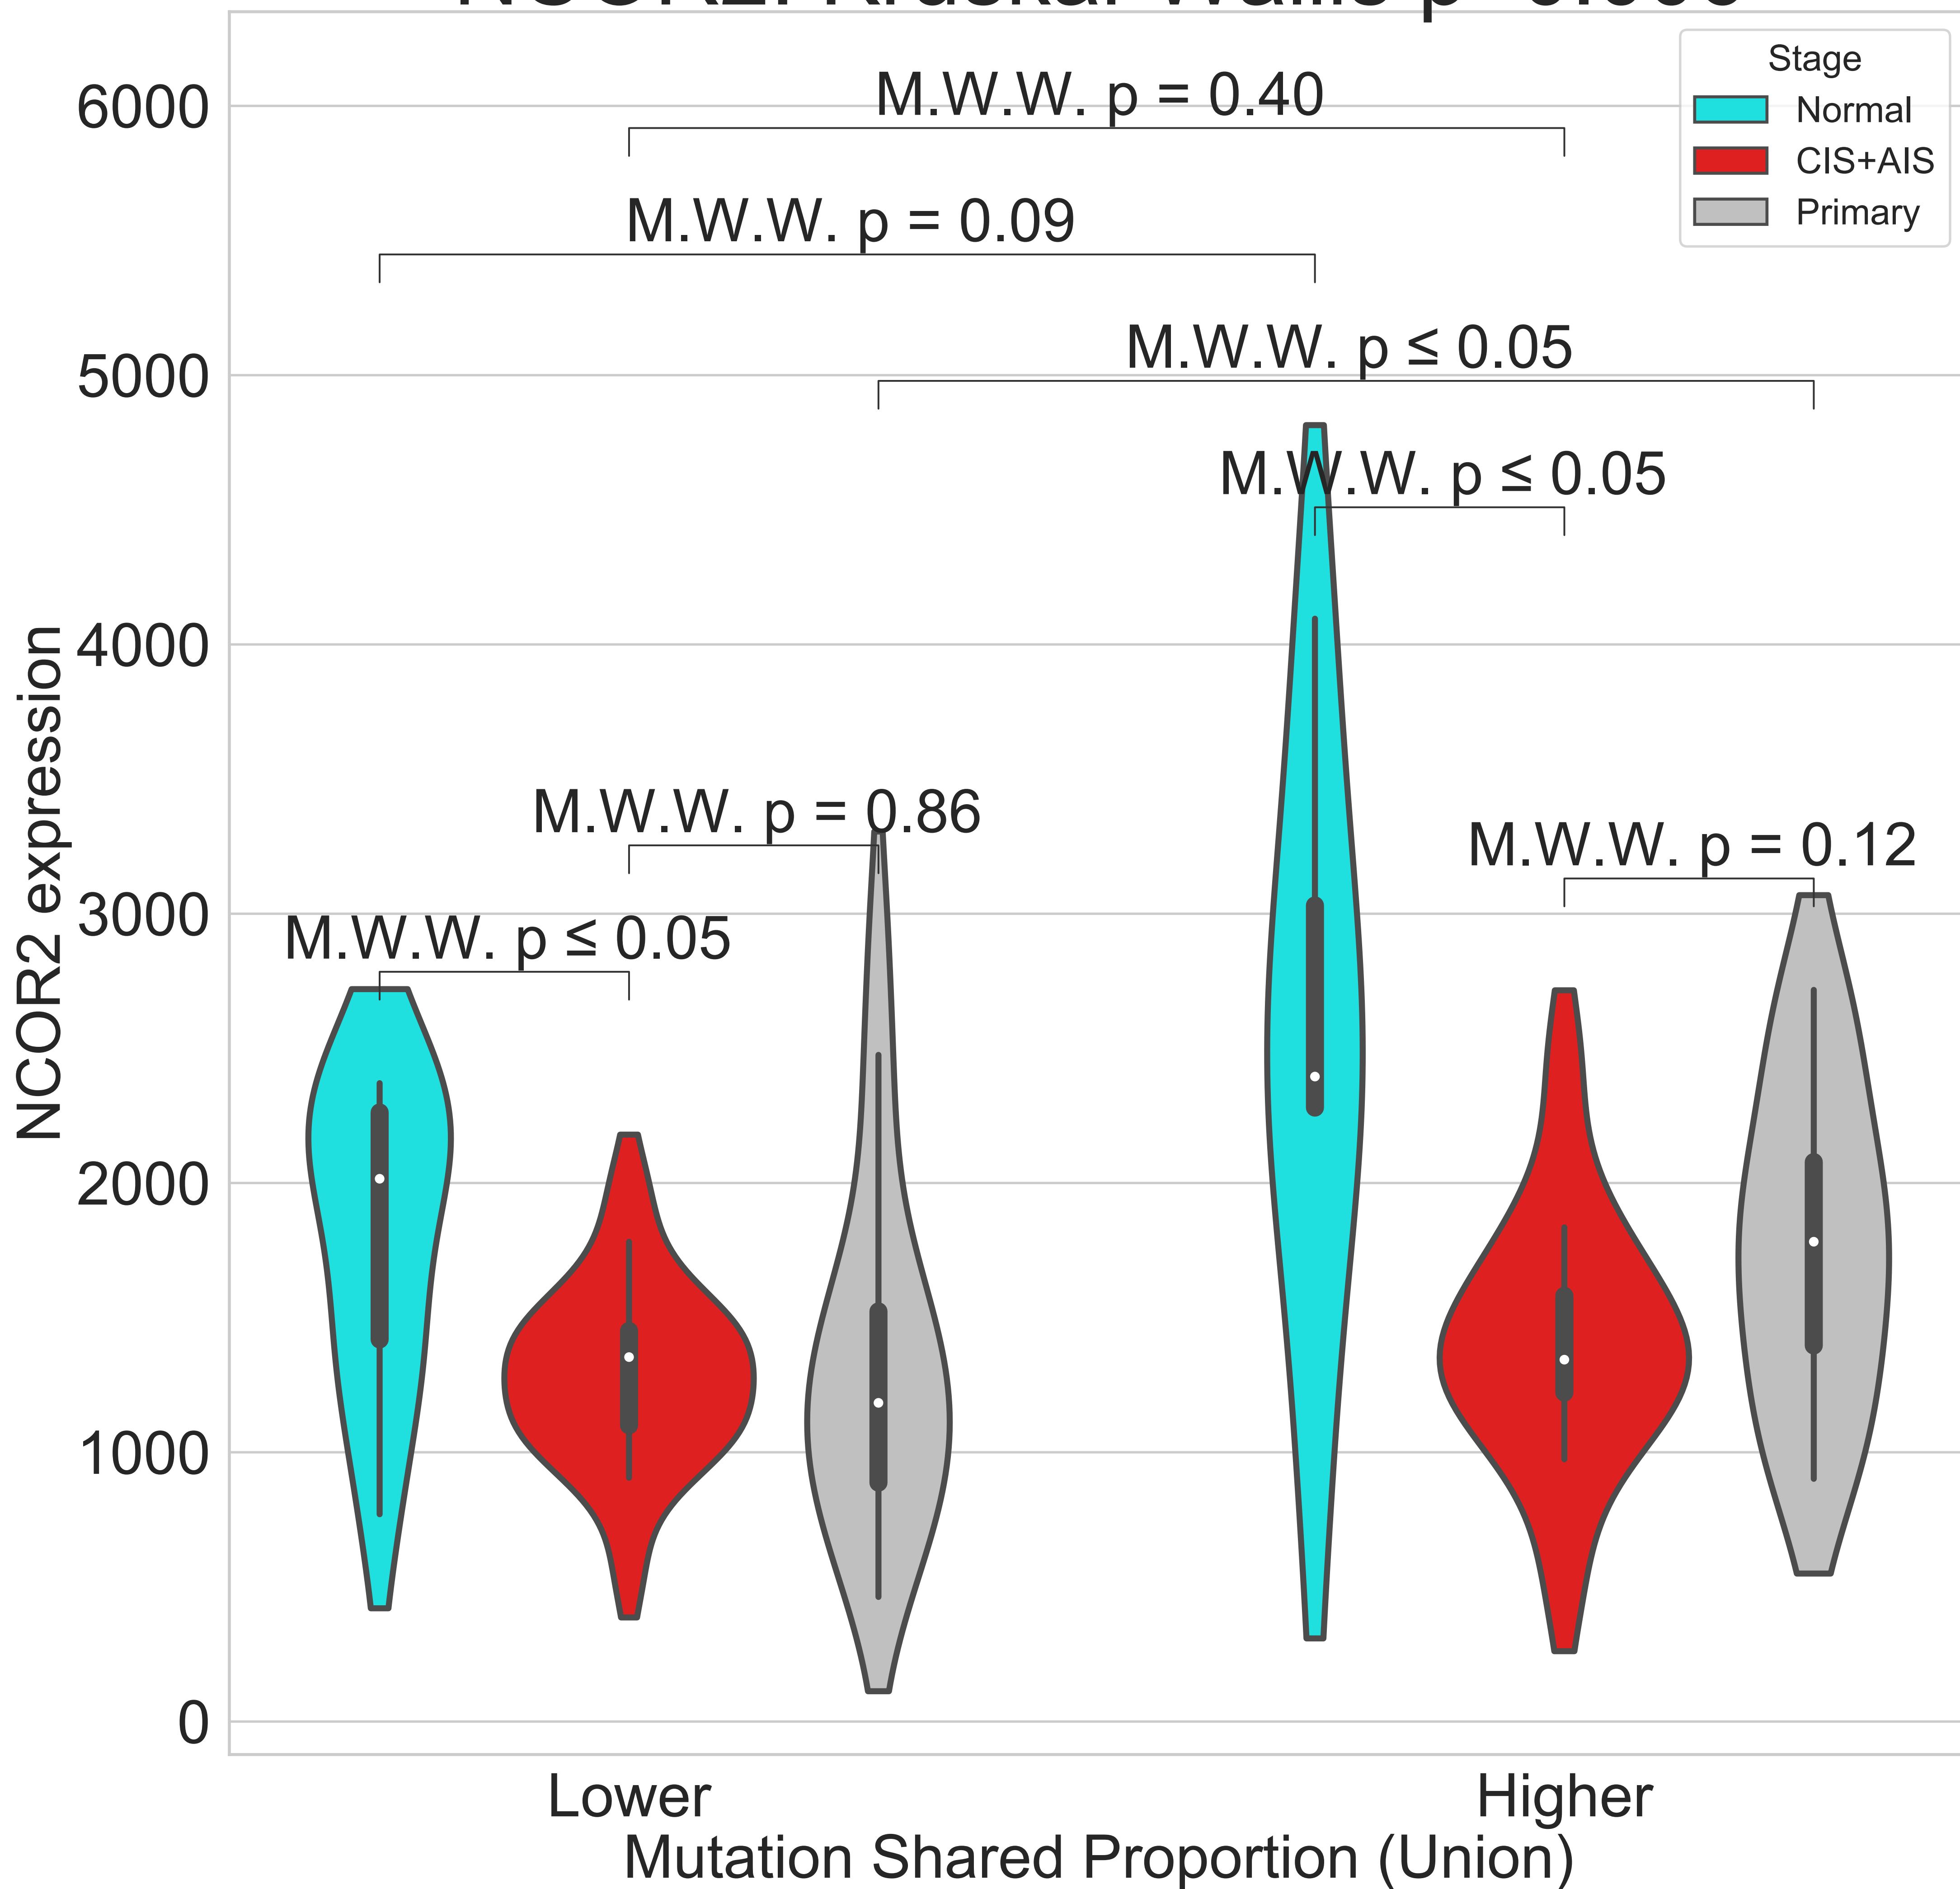 Stage
Normal
CIS+AIS
Primary
M.W.W. p = 0.40
M.W.W. p = 0.09
M.W.W. p ≤ 0.05
M.W.W. p ≤ 0.05
M.W.W. p = 0.86
M.W.W. p = 0.12
M.W.W. p ≤ 0.05
NCOR2 expression
6000
5000
4000
3000
2000
1000
0
Lower
Higher
Mutation Shared Proportion (Union)